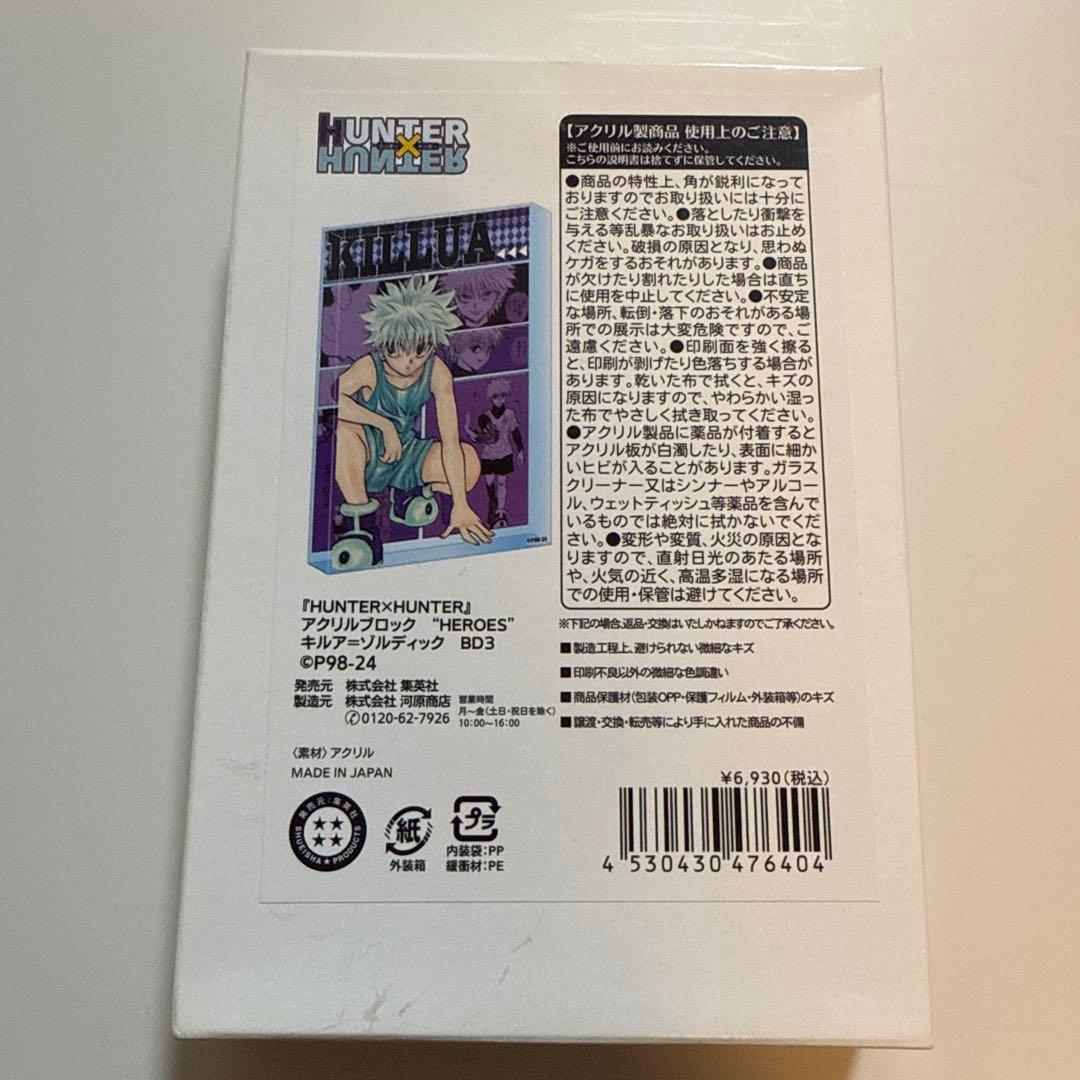 HUNTER
×
HUNTER
KILLUA
©P98-24
『HUNTER×HUNTER』
アクリルブロック “HEROES”
キルア=ゾルディック BD3
©P98-24
発売元 株式会社 集英社
製造元 株式会社 河原商店
✆0120-62-7926
営業時間
月〜金(土日・祝日を除く)
10:00〜16:00
〈素材〉アクリル
MADE IN JAPAN
発売元:集英社
SHUEISHA★PRODUCTS
紙
外装箱
プラ
内装袋:PP
緩衝材:PE
【アクリル製商品 使用上のご注意】
※ご使用前にお読みください。
こちらの説明書は捨てずに保管してください。
●商品の特性上、角が鋭利になって
おりますのでお取り扱いには十分に
ご注意ください。●落としたり衝撃を
与える等乱暴なお取り扱いはお止め
ください。破損の原因となり、思わぬ
ケガをするおそれがあります。●商品
が欠けたり割れたりした場合は直ち
に使用を中止してください。●不安定
な場所、転倒・落下のおそれがある場
所での展示は大変危険ですので、ご
遠慮ください。●印刷面を強く擦る
と、印刷が剥げたり色落ちする場合が
あります。乾いた布で拭くと、キズの
原因になりますので、やわらかい湿っ
た布でやさしく拭き取ってください。
●アクリル製品に薬品が付着すると
アクリル板が白濁したり、表面に細か
いヒビが入ることがあります。ガラス
クリーナー又はシンナーやアルコー
ル、ウェットティッシュ等薬品を含んで
いるものでは絶対に拭かないでくだ
さい。●変形や変質、火災の原因とな
りますので、直射日光のあたる場所
や、火気の近く、高温多湿になる場所
での使用・保管は避けてください。
※下記の場合、返品・交換はいたしかねますのでご了承ください。
■製造工程上、避けられない微細なキズ
■印刷不良以外の微細な色調違い
■商品保護材(包装OPP・保護フィルム・外装箱等)のキズ
■譲渡・交換・転売等により手に入れた商品の不備
¥6,930(税込)
4 530430 476404